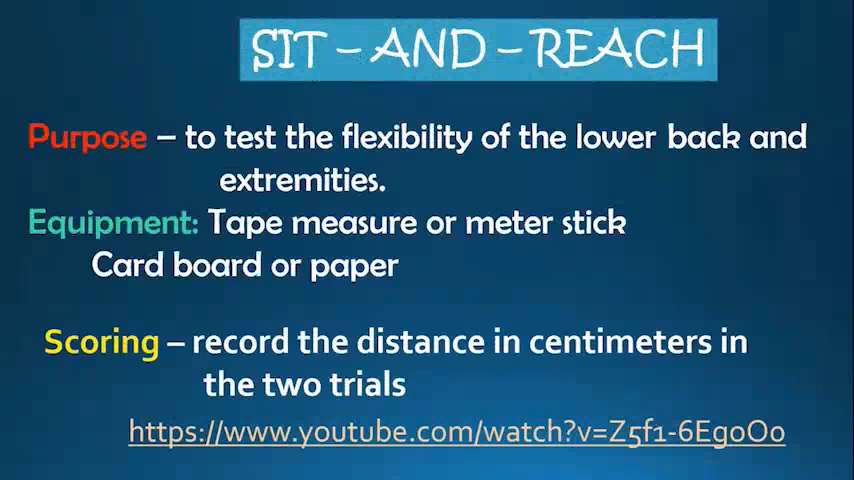 SIT – AND – REACH
Purpose – to test the flexibility of the lower back and
extremities.
Equipment: Tape measure or meter stick
Card board or paper
Scoring – record the distance in centimeters in
the two trials
https://www.youtube.com/watch?v=Z5f1-6EgoOo